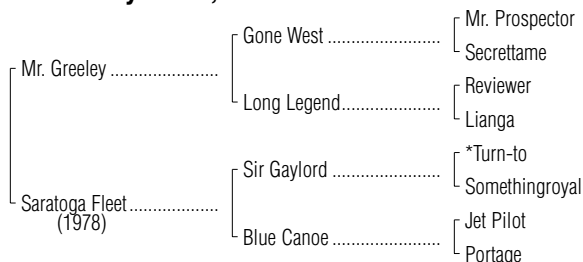 Mr. Prospector
Gone West ........................
Secrettame
Mr. Greeley ........................
Reviewer
Long Legend......................
Lianga
*Turn-to
Sir Gaylord ........................
Somethingroyal
Saratoga Fleet ...................
(1978)
Jet Pilot
Blue Canoe ........................
Portage